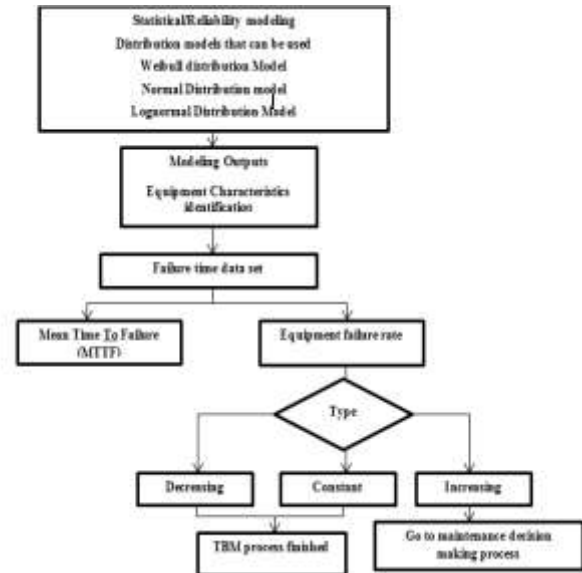 Statistical/Reliability modeling
Distribution models that can be used
Weibull distribution Model
Normal Distribution model
Lognormal Distribution Model
Modeling Outputs
Equipment Characteristics
identification
Failure time data set
Mean Time To Failure
(MTTF)
Equipment failure rate
Type
Decreasing
Constant
Increasing
TBM process finished
Go to maintenance decision
making process